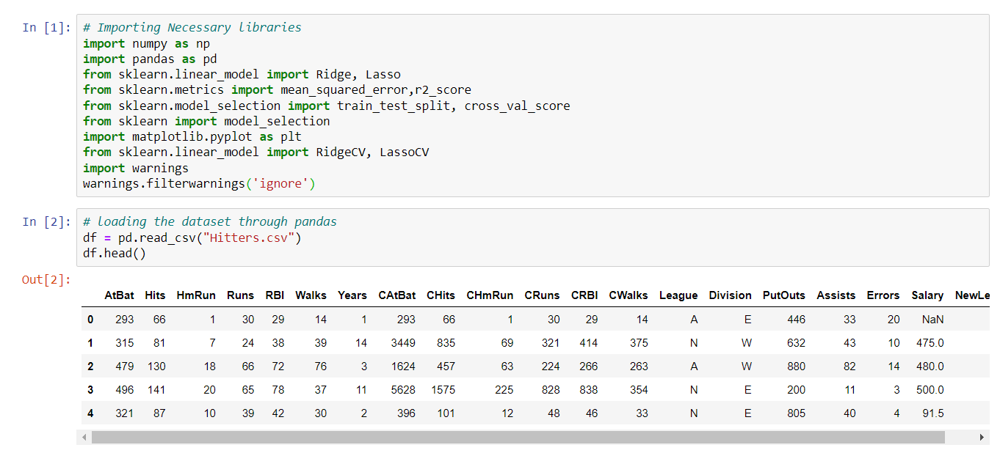 In [1]: # Importing Necessary libraries
import numpy as np
import pandas as pd
from sklearn.linear_model import Ridge, Lasso
from sklearn.metrics import mean_squared_error,r2_score
from sklearn.model_selection import train_test_split, cross_val_score
from sklearn import model_selection
import matplotlib.pyplot as plt
from sklearn.linear_model import RidgeCV, LassoCV
import warnings
warnings.filterwarnings('ignore')
In [2]: # loading the dataset through pandas
df = pd.read_csv("Hitters.csv")
df.head()
Out[2]:
AtBat Hits HmRun Runs RBI Walks Years CAtBat CHits CHmRun CRuns CRBI CWalks League Division PutOuts Assists Errors Salary NewLe
0 293 66 1 30 29 14 1 293 66 1 30 29 14 A E 446 33 20 NaN
1 315 81 7 24 38 39 14 3449 835 69 321 414 375 N W 632 43 10 475.0
2 479 130 18 66 72 76 3 1624 457 63 224 266 263 A W 880 82 14 480.0
3 496 141 20 65 78 37 11 5628 1575 225 828 838 354 N E 200 11 3 500.0
4 321 87 10 39 42 30 2 396 101 12 48 46 33 N E 805 40 4 91.5